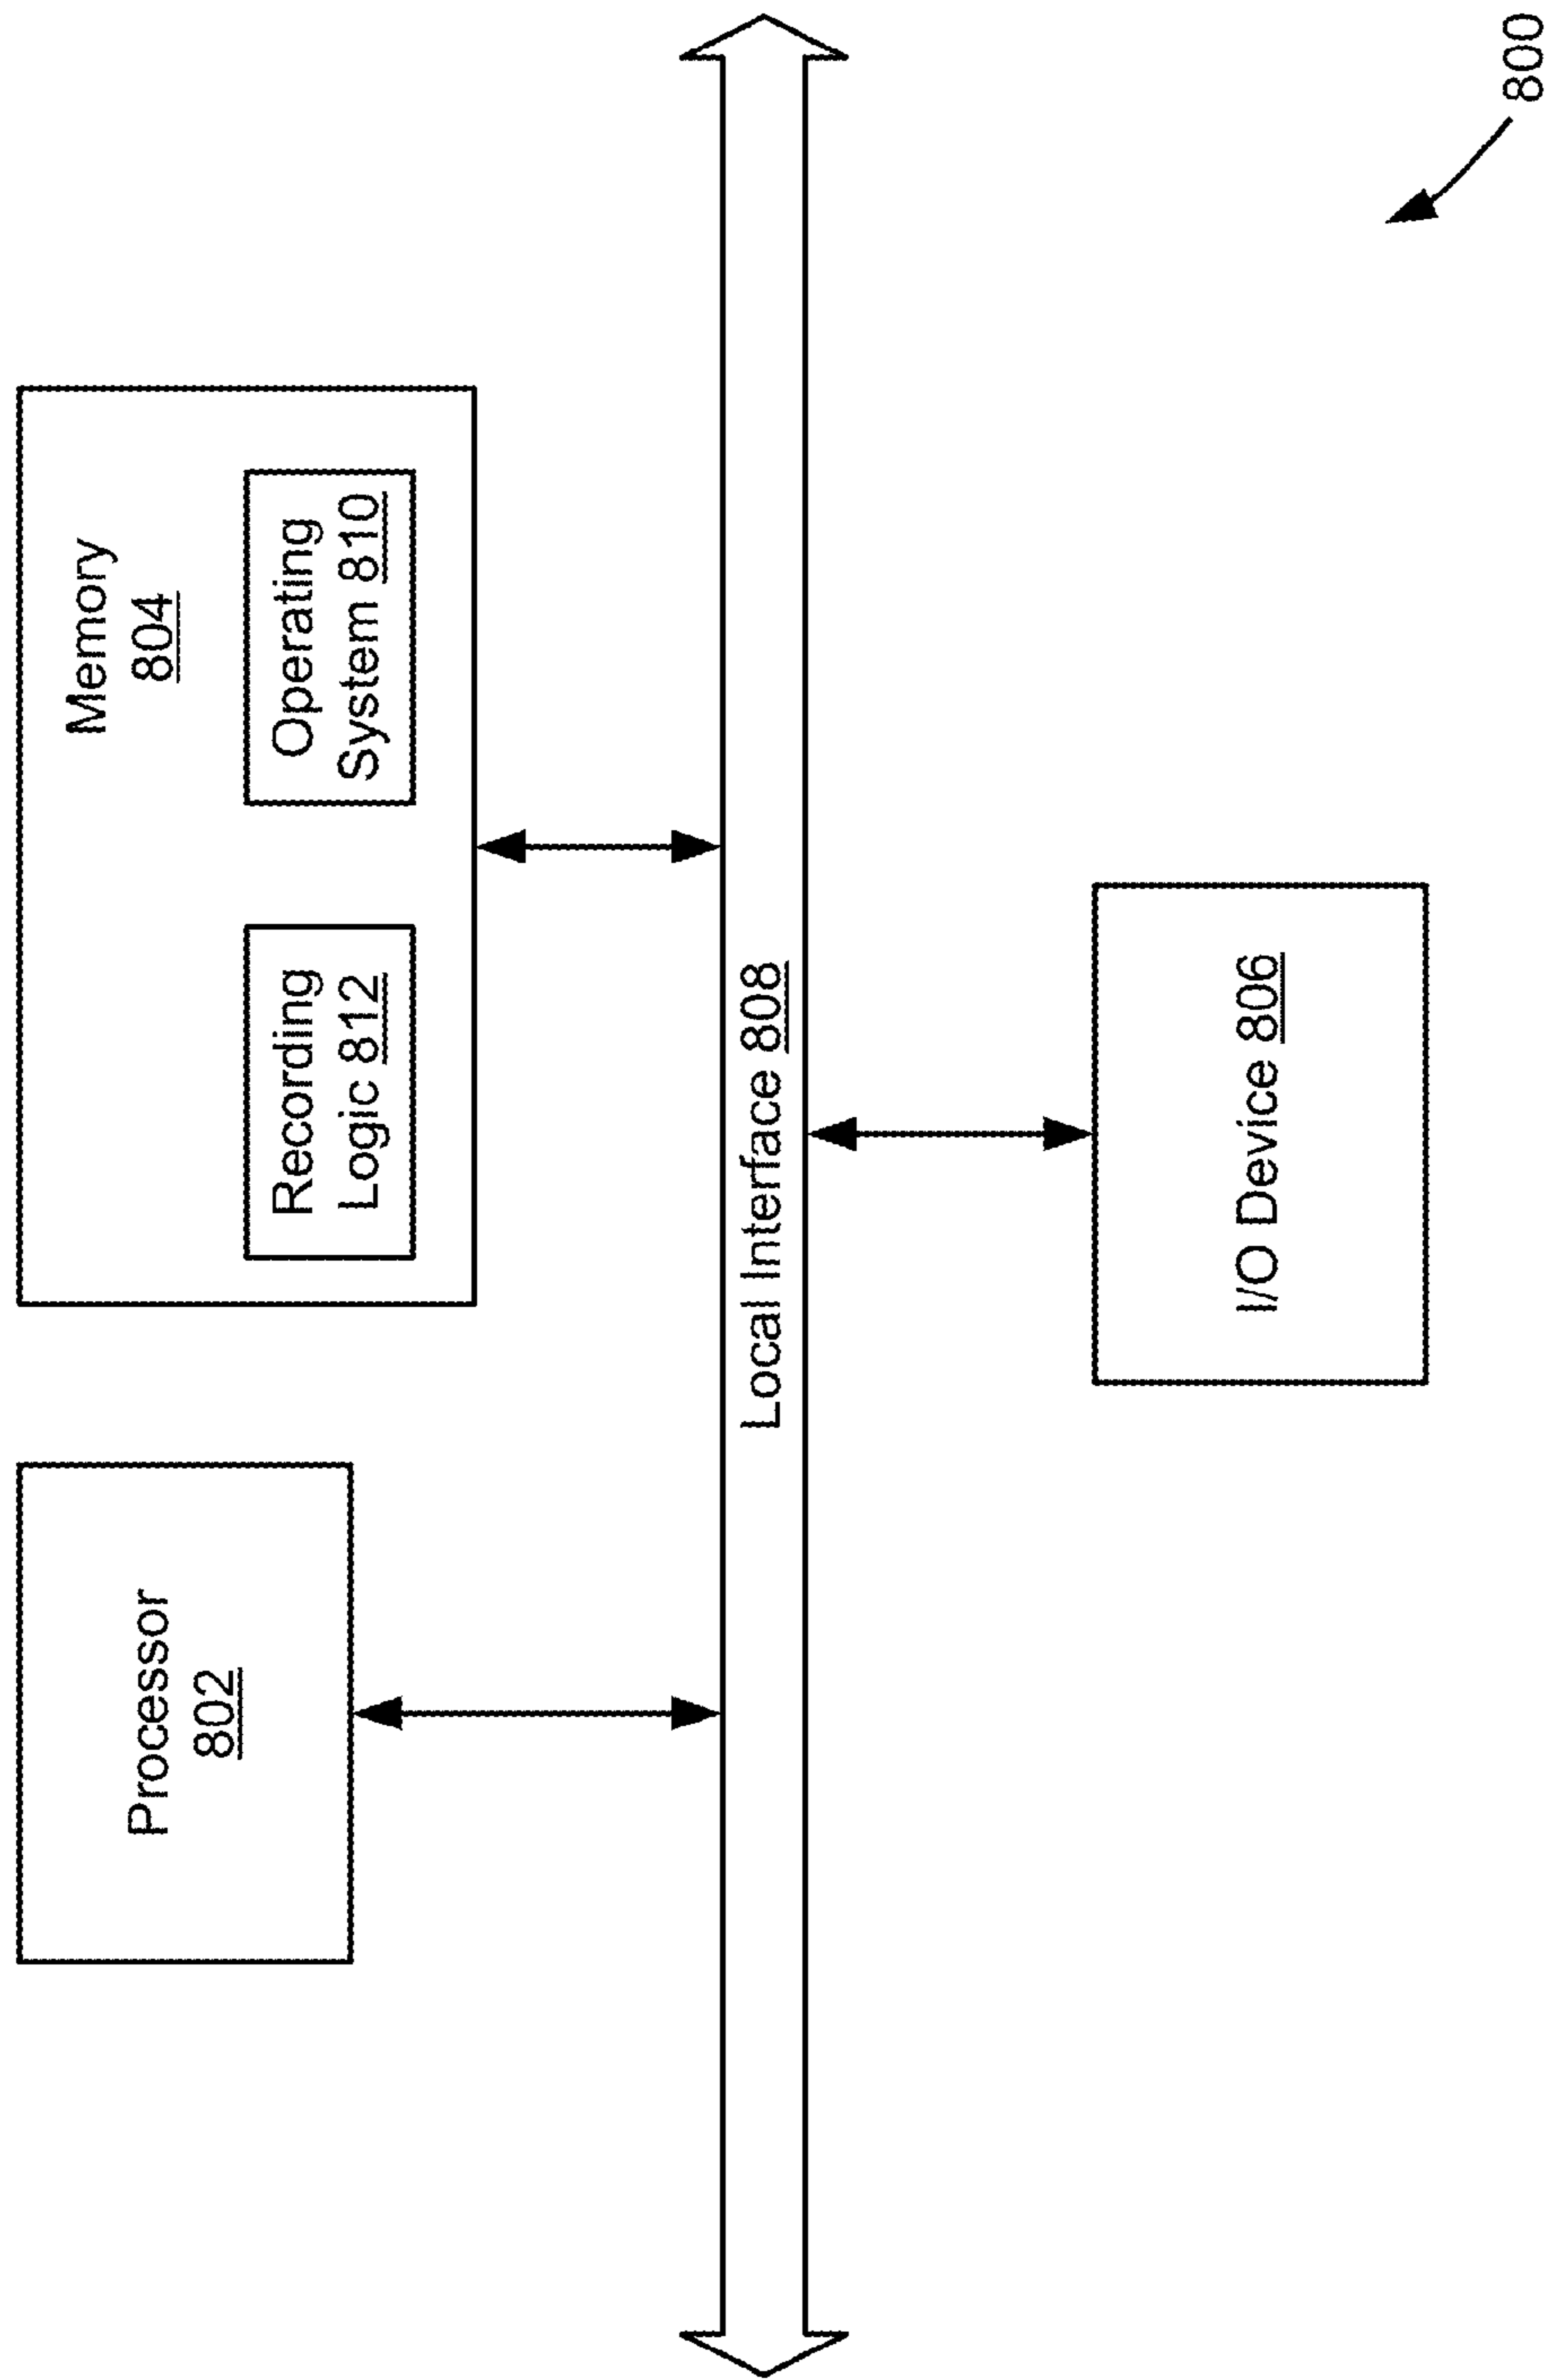 Processor
802
Memory
804
Recording
Logic 812
Operating
System 810
Local Interface 808
I/O Device 806
800